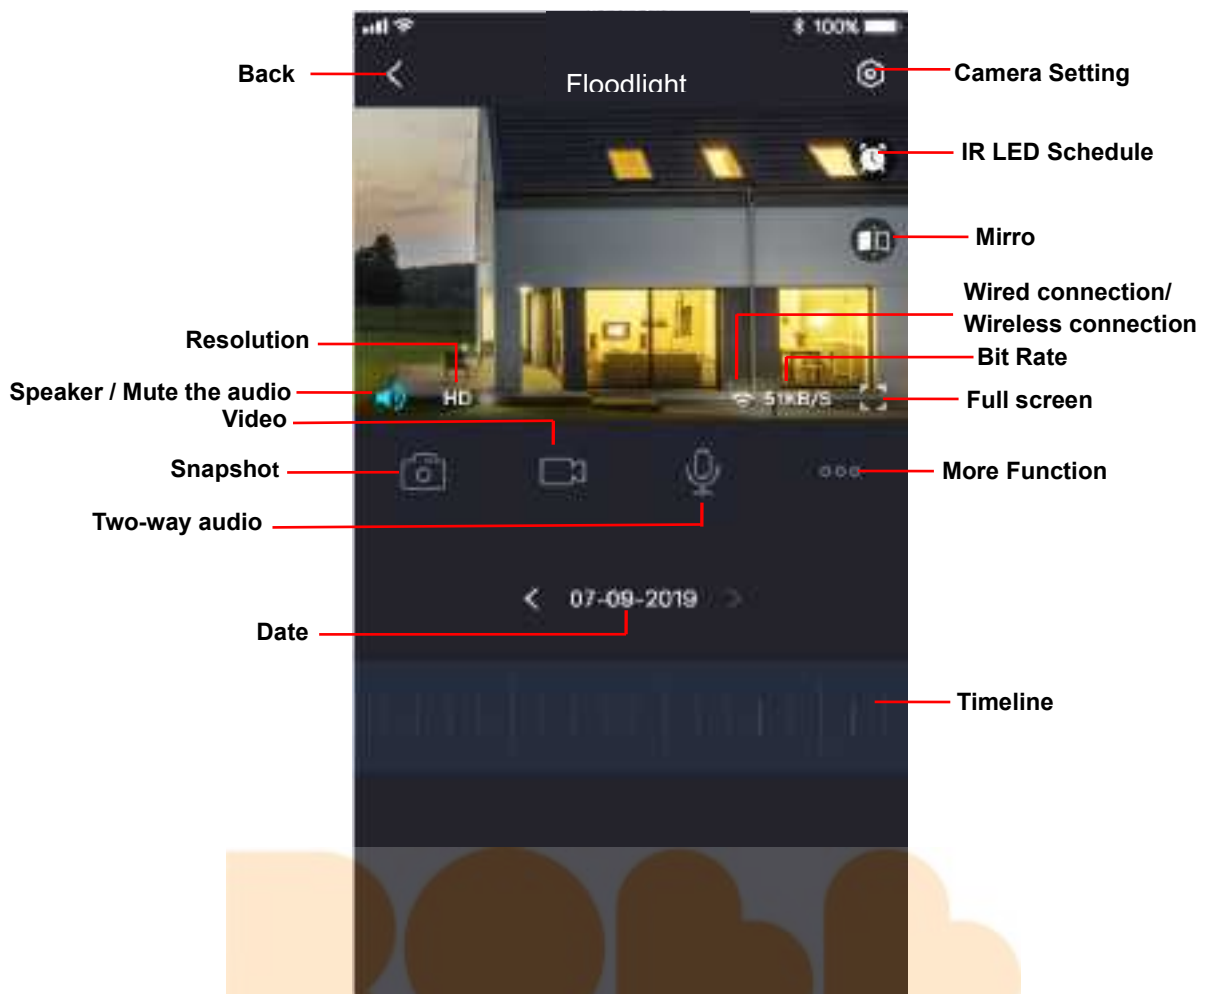 100%
Back
Floodlight
Camera Setting
IR LED Schedule
Mirro
Wired connection/
Wireless connection
Resolution
Bit Rate
Speaker / Mute the audio
HD
51KB/S
Full screen
Video
Snapshot
More Function
Two-way audio
07-09-2019
Date
Timeline